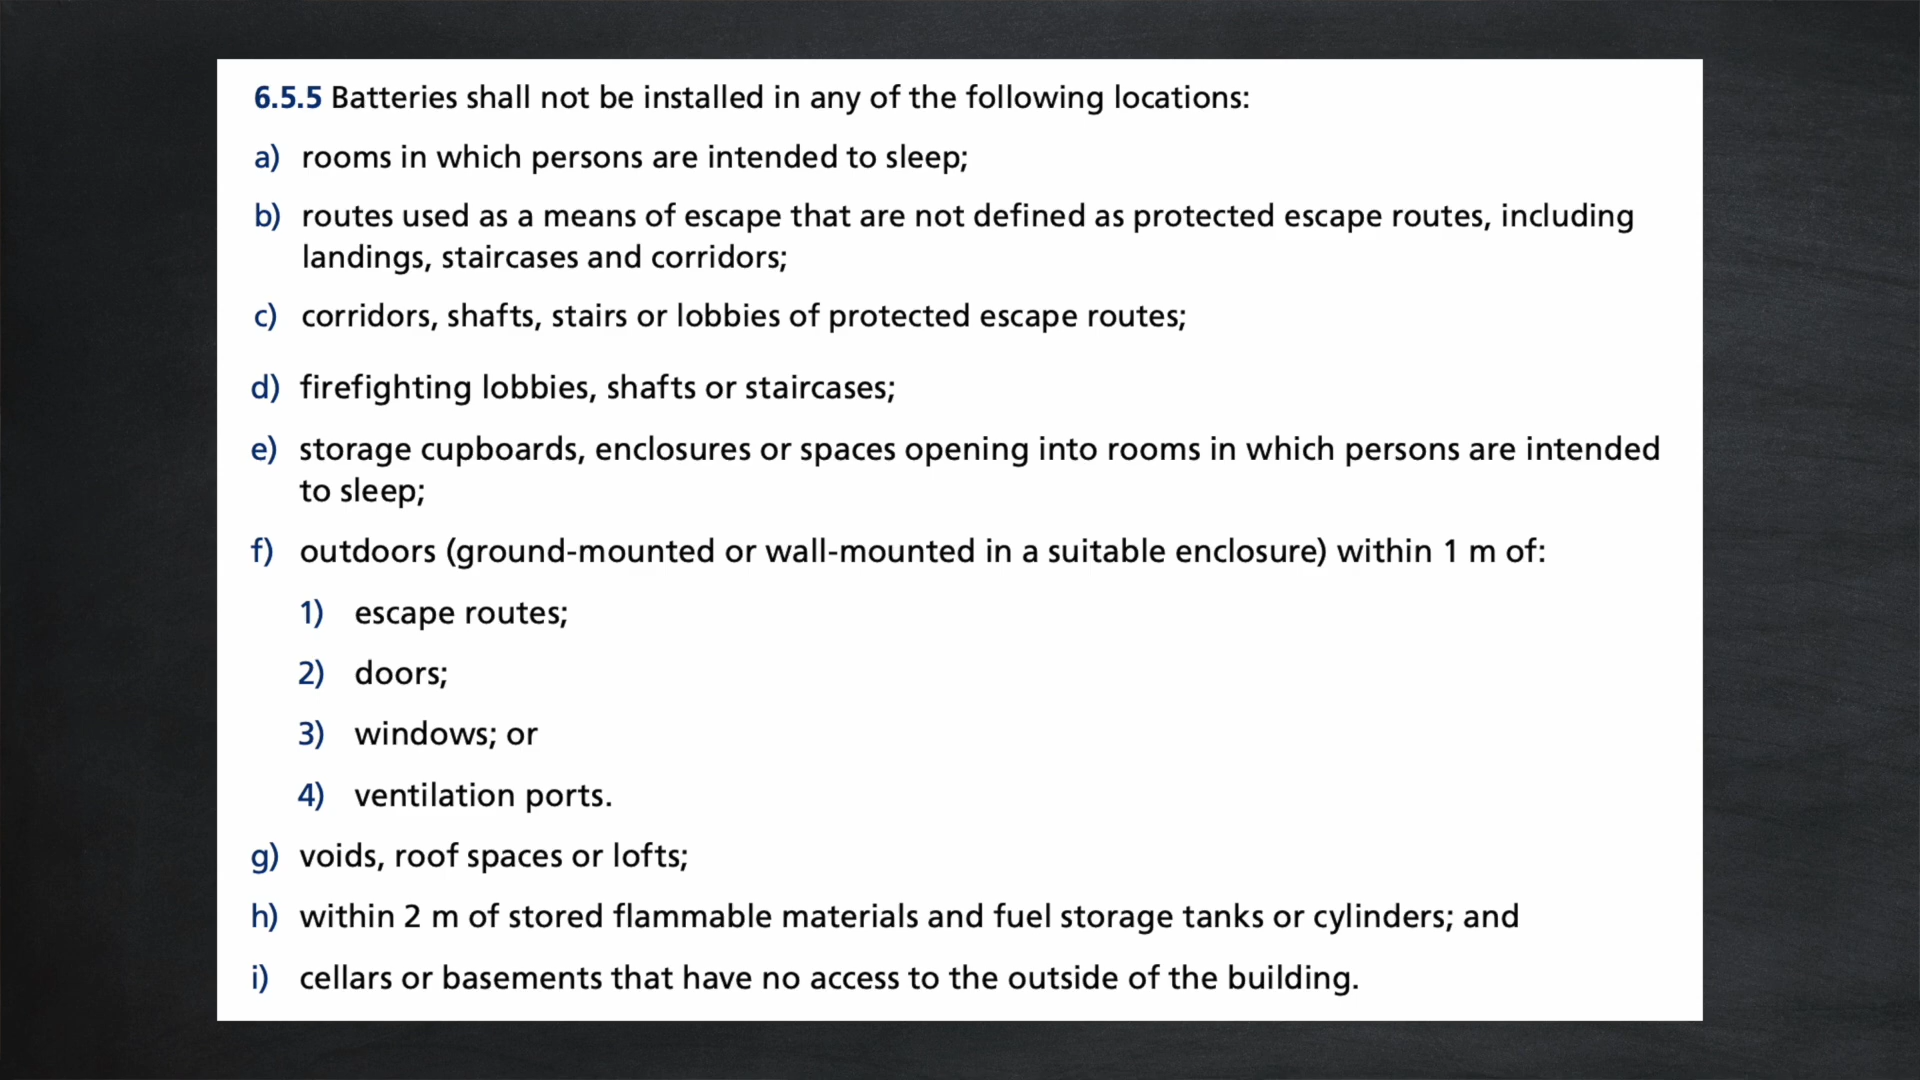 6.5.5 Batteries shall not be installed in any of the following locations:
a) rooms in which persons are intended to sleep;
b) routes used as a means of escape that are not defined as protected escape routes, including
landings, staircases and corridors;
c) corridors, shafts, stairs or lobbies of protected escape routes;
d) firefighting lobbies, shafts or staircases;
e) storage cupboards, enclosures or spaces opening into rooms in which persons are intended
to sleep;
f) outdoors (ground-mounted or wall-mounted in a suitable enclosure) within 1 m of:
1) escape routes;
2) doors;
3) windows; or
4) ventilation ports.
g) voids, roof spaces or lofts;
h) within 2 m of stored flammable materials and fuel storage tanks or cylinders; and
i) cellars or basements that have no access to the outside of the building.